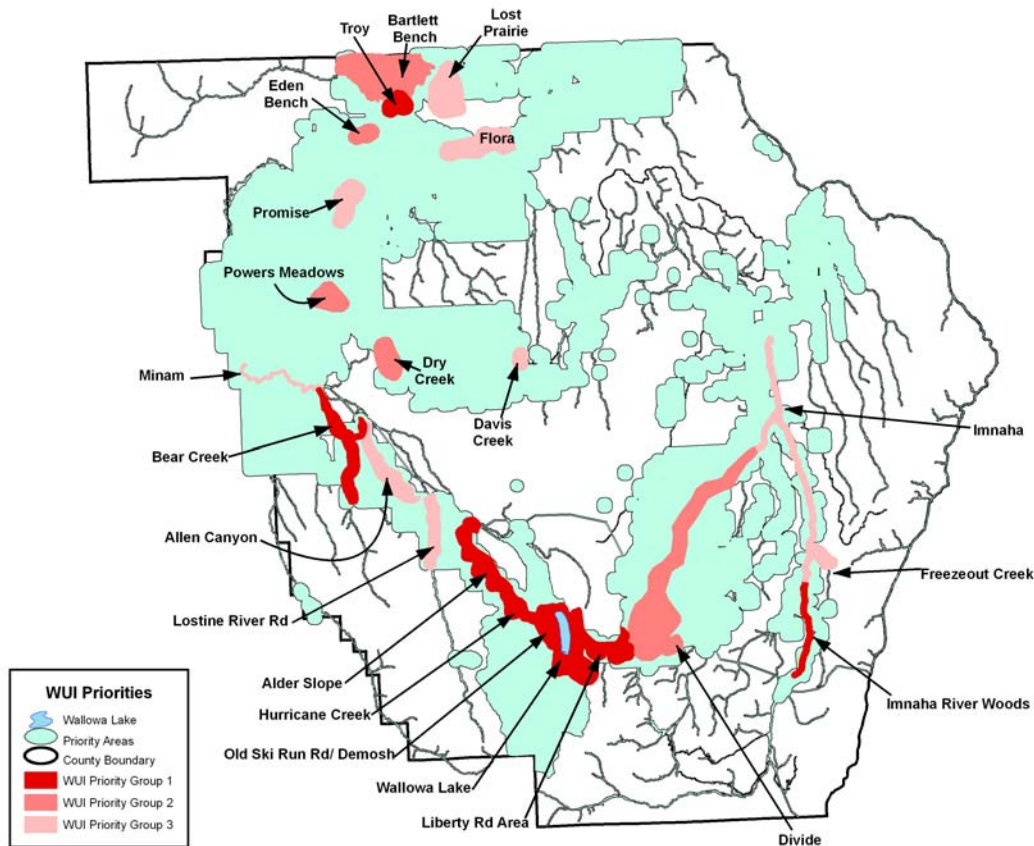 Lost
Prairie
Bartlett
Bench
Troy
Eden
Bench
Flora
Promise
Powers Meadows
Minam
Dry
Creek
Davis
Creek
Imnaha
Bear Creek
Allen Canyon
Freezeout Creek
Lostine River Rd
Alder Slope
Hurricane Creek
Imnaha River Woods
Old Ski Run Rd/ Demosh
Wallowa Lake
Liberty Rd Area
Divide
WUI Priorities
Wallowa Lake
Priority Areas
County Boundary
WUI Priority Group 1
WUI Priority Group 2
WUI Priority Group 3